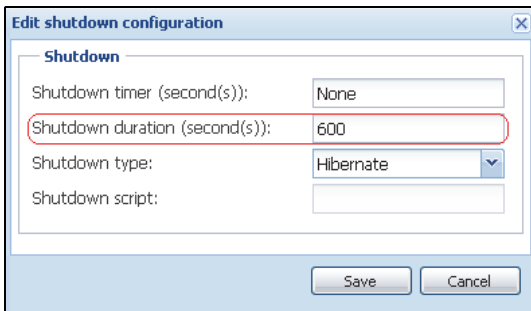 Edit shutdown configuration
Shutdown
Shutdown timer (second(s)): None
Shutdown duration (second(s)): 600
Shutdown type: Hibernate
Shutdown script:
Save Cancel